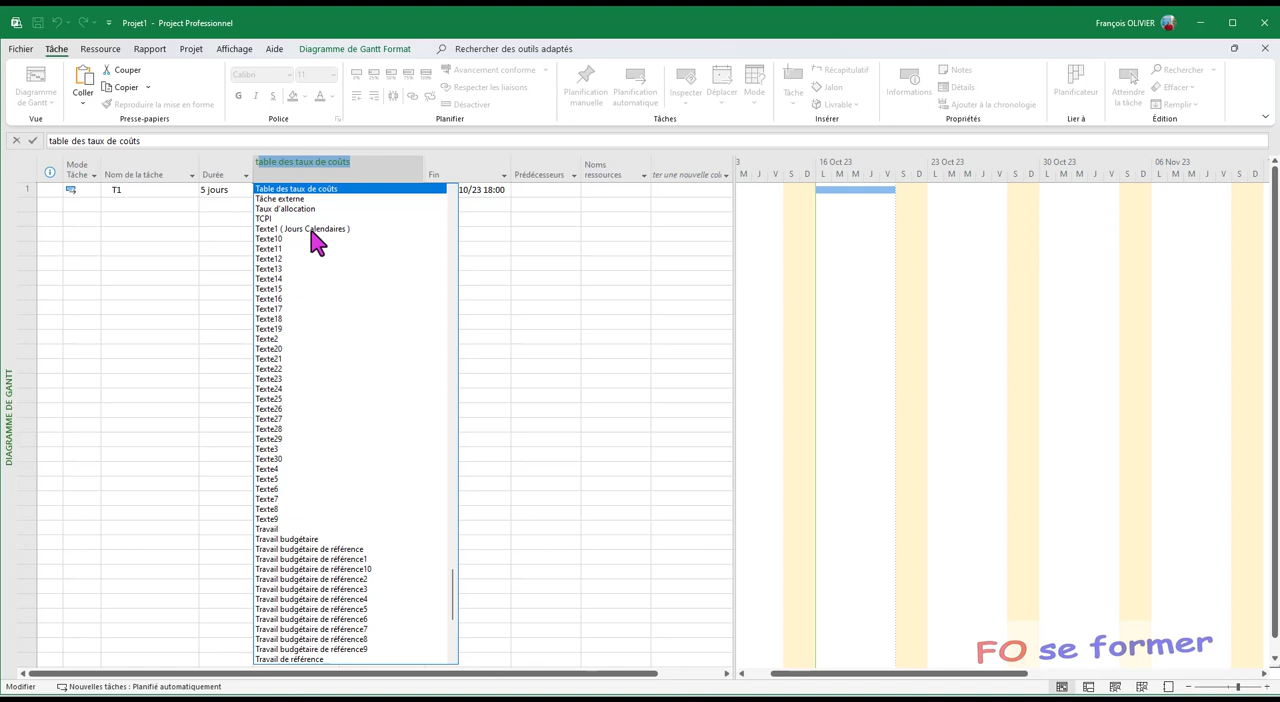 Projet1 - Project Professionnel
François OLIVIER
Fichier Tâche Ressource Rapport Projet Affichage Aide Diagramme de Gantt Format Rechercher des outils adaptés
Diagramme de Gantt
Vue
Coller
Couper
Copier
Reproduire la mise en forme
Presse-papiers
Calibri 11
G I S A
Police
Avancement conforme
Respecter les liaisons
Désactiver
Planifier
Planification manuelle
Planification automatique
Inspecter
Déplacer
Mode
Tâches
Tâche
Récapitulatif
Jalon
Livrable
Insérer
Informations
Notes
Détails
Ajouter à la chronologie
Propriétés
Planificateur
Lier à
Atteindre la tâche
Rechercher
Effacer
Remplir
Édition
table des taux de coûts
Mode Tâche
Nom de la tâche
Durée
table des taux de coûts
Fin
Prédécesseurs
Noms ressources
ter une nouvelle col
3 16 Oct 23 23 Oct 23 30 Oct 23 06 Nov 23
M J V S D L M M J V S D L M M J V S D L M M J V S D L M M J V S D
1 T1 5 jours 10/23 18:00
Table des taux de coûts
Tâche externe
Taux d'allocation
TCPI
Texte1 ( Jours Calendaires )
Texte10
Texte11
Texte12
Texte13
Texte14
Texte15
Texte16
Texte17
Texte18
Texte19
Texte2
Texte20
Texte21
Texte22
Texte23
Texte24
Texte25
Texte26
Texte27
Texte28
Texte29
Texte3
Texte30
Texte4
Texte5
Texte6
Texte7
Texte8
Texte9
Travail
Travail budgétaire
Travail budgétaire de référence
Travail budgétaire de référence1
Travail budgétaire de référence10
Travail budgétaire de référence2
Travail budgétaire de référence3
Travail budgétaire de référence4
Travail budgétaire de référence5
Travail budgétaire de référence6
Travail budgétaire de référence7
Travail budgétaire de référence8
Travail budgétaire de référence9
Travail de référence
DIAGRAMME DE GANTT
FO se former
Modifier Nouvelles tâches : Planifié automatiquement